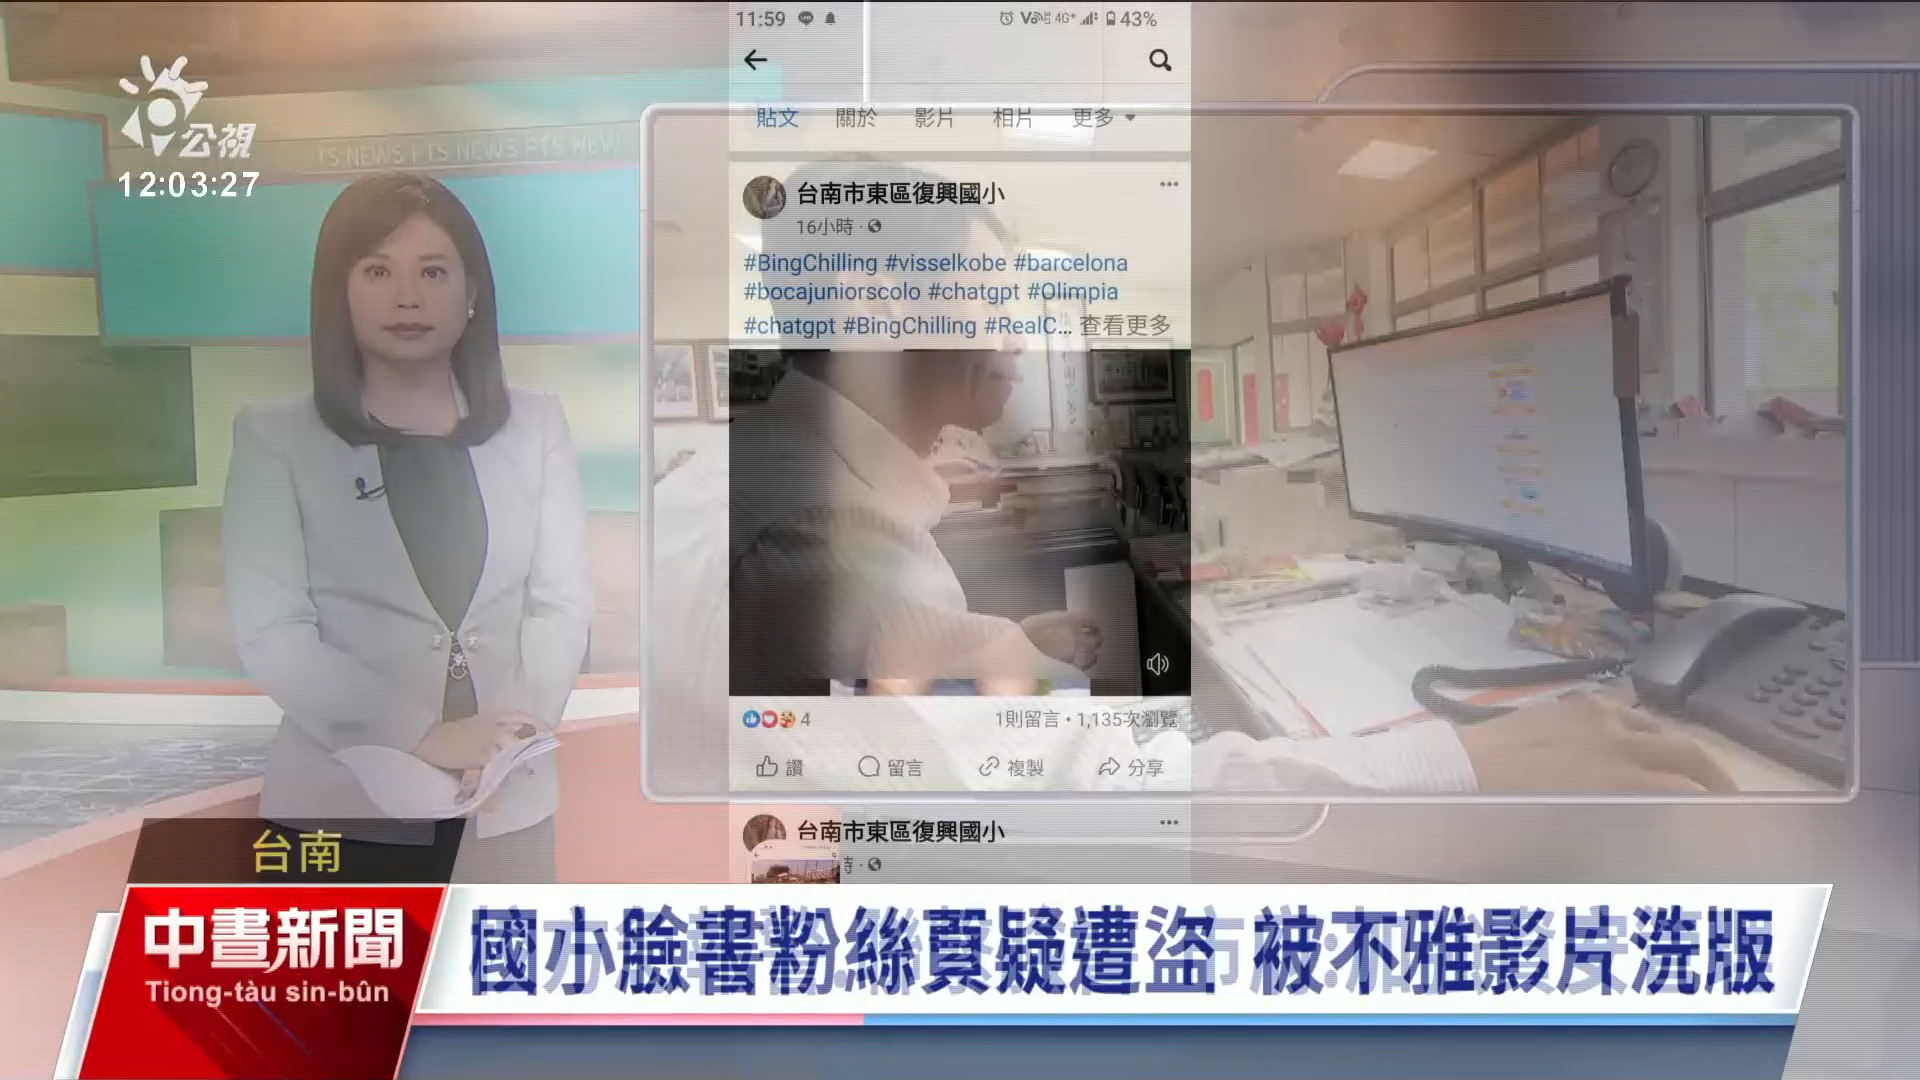 公視
12:03:27
PTS NEWS PTS NEWS PTS NEW
11:59
4G+
43%
貼文 關於 影片 相片 更多
台南市東區復興國小
16小時
#BingChilling #visselkobe #barcelona
#bocajuniorscolo #chatgpt #Olimpia
#chatgpt #BingChilling #RealC... 查看更多
4
1則留言・1,135次瀏覽
讚 留言 複製 分享
台南市東區復興國小
時
台南
中晝新聞
Tiong-tàu sin-bûn
國小臉書粉絲頁疑遭盜 被不雅影片洗版